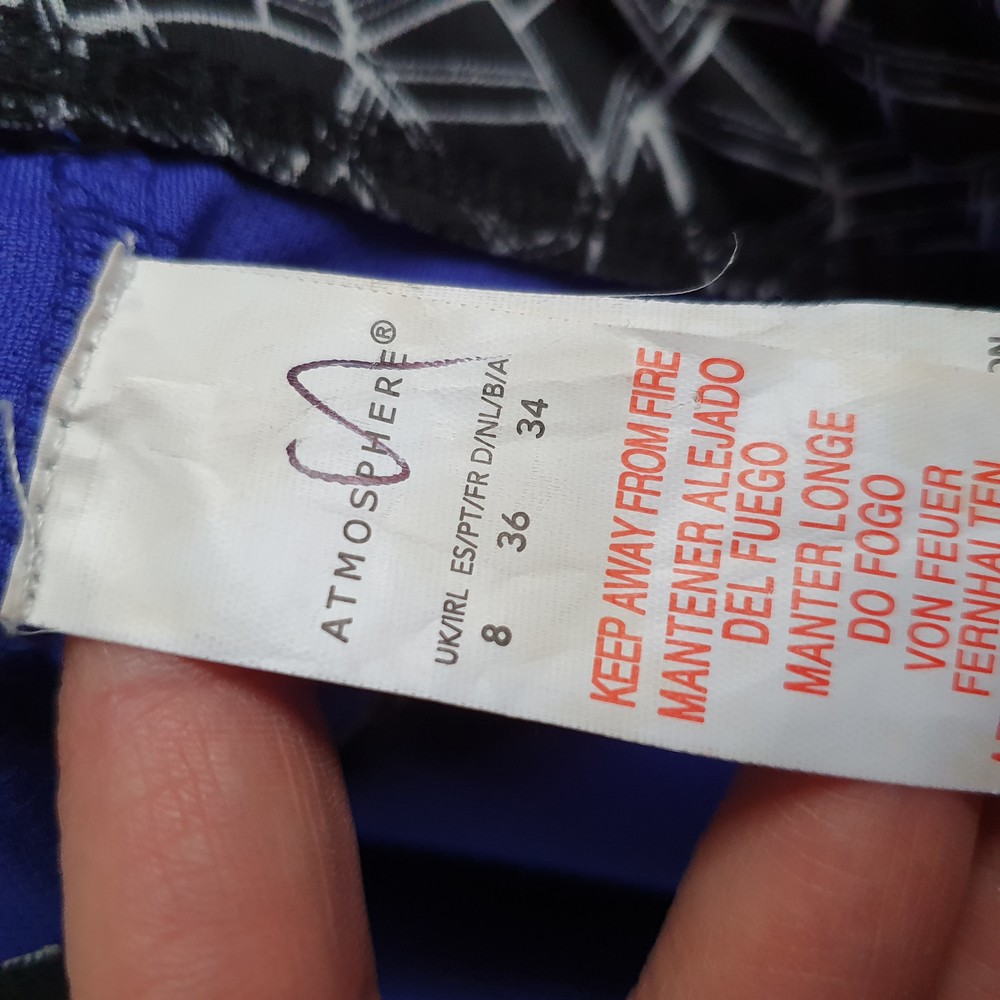 ATMOSPHERE®
UK/IRL ES/PT/FR D/NL/B/A
8 36 34
KEEP AWAY FROM FIRE
MANTENER ALEJADO
DEL FUEGO
MANTER LONGE
DO FOGO
VON FEUER
FERNHALTEN